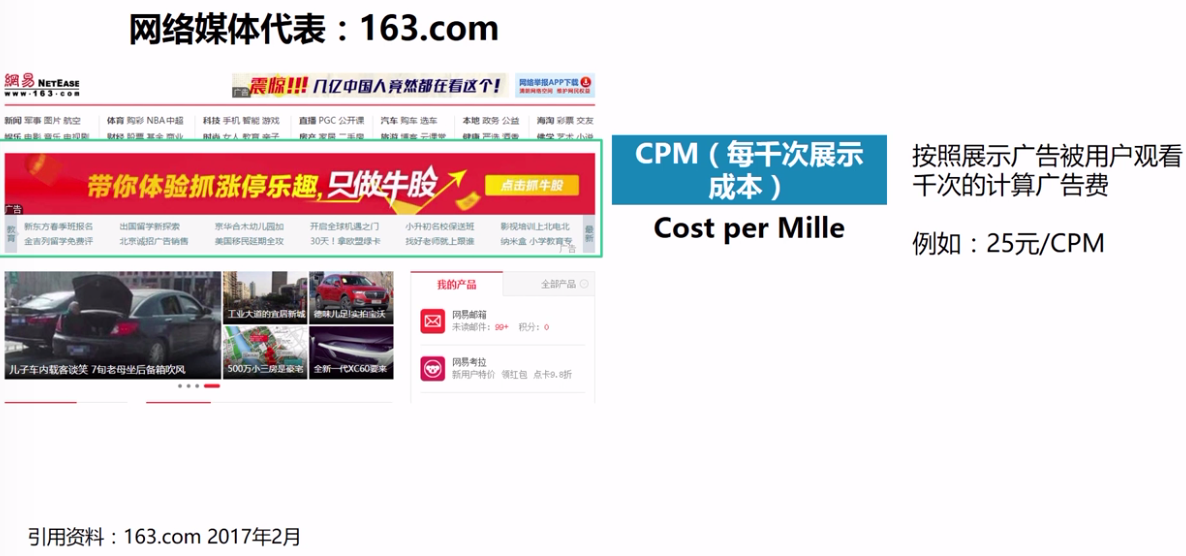 网络媒体代表：163.com
網易 NETEASE
www.163.com
广告
震惊!!! 几亿中国人竟然都在看这个！
网络举报APP下载
新闻 军事 图片 航空
体育 购彩 NBA 中超
科技 手机 智能 游戏
直播 PGC 公开课
汽车 购车 选车
本地 政务 公益
海淘 彩票 交友
带你体验抓涨停乐趣,只做牛股
点击抓牛股
广告
教育
新东方春季班报名
出国留学新探索
京华合木幼儿园加
开启全球机遇之门
小升初名校保送班
影视培训上北电北
金吉列留学免费评
北京诚招广告销售
美国移民延期全攻
30天！拿欧盟绿卡
找好老师就上跟谁
纳米盒 小学教育专
最新
广告
CPM（每千次展示
成本）
Cost per Mille
按照展示广告被用户观看
千次的计算广告费
例如：25元/CPM
儿子车内载客谈笑 7旬老母坐后备箱吹风
工业大道的宜居新城
德味儿足!实拍宝沃
500万小三房是豪宅
全新一代XC60要来
我的产品
全部产品
网易邮箱
未读邮件：99+ 积分：0
网易考拉
新用户特价 领红包 点卡9.8折
引用资料：163.com 2017年2月